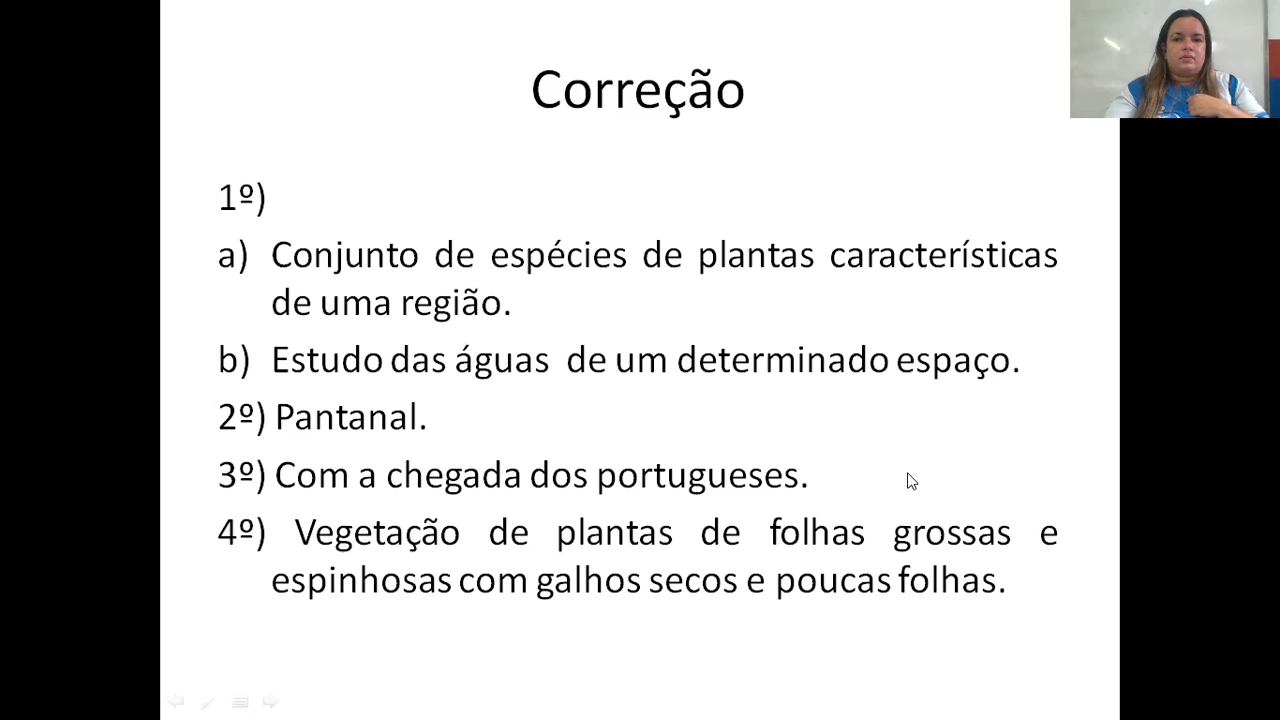 Correção
1º)
a) Conjunto de espécies de plantas características
de uma região.
b) Estudo das águas de um determinado espaço.
2º) Pantanal.
3º) Com a chegada dos portugueses.
4º) Vegetação de plantas de folhas grossas e
espinhosas com galhos secos e poucas folhas.